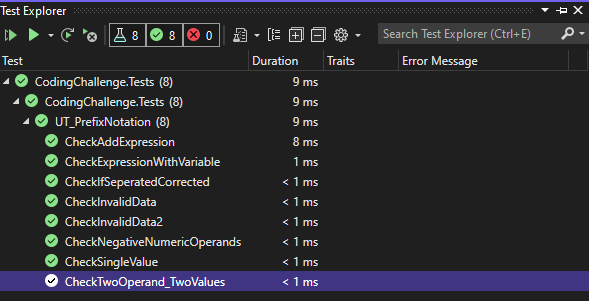 Test Explorer
8 8 0 Search Test Explorer (Ctrl+E)
Test Duration Traits Error Message
CodingChallenge.Tests (8) 9 ms
CodingChallenge.Tests (8) 9 ms
UT_PrefixNotation (8) 9 ms
CheckAddExpression 8 ms
CheckExpressionWithVariable 1 ms
CheckIfSeperatedCorrected < 1 ms
CheckInvalidData < 1 ms
CheckInvalidData2 < 1 ms
CheckNegativeNumericOperands < 1 ms
CheckSingleValue < 1 ms
CheckTwoOperand_TwoValues < 1 ms